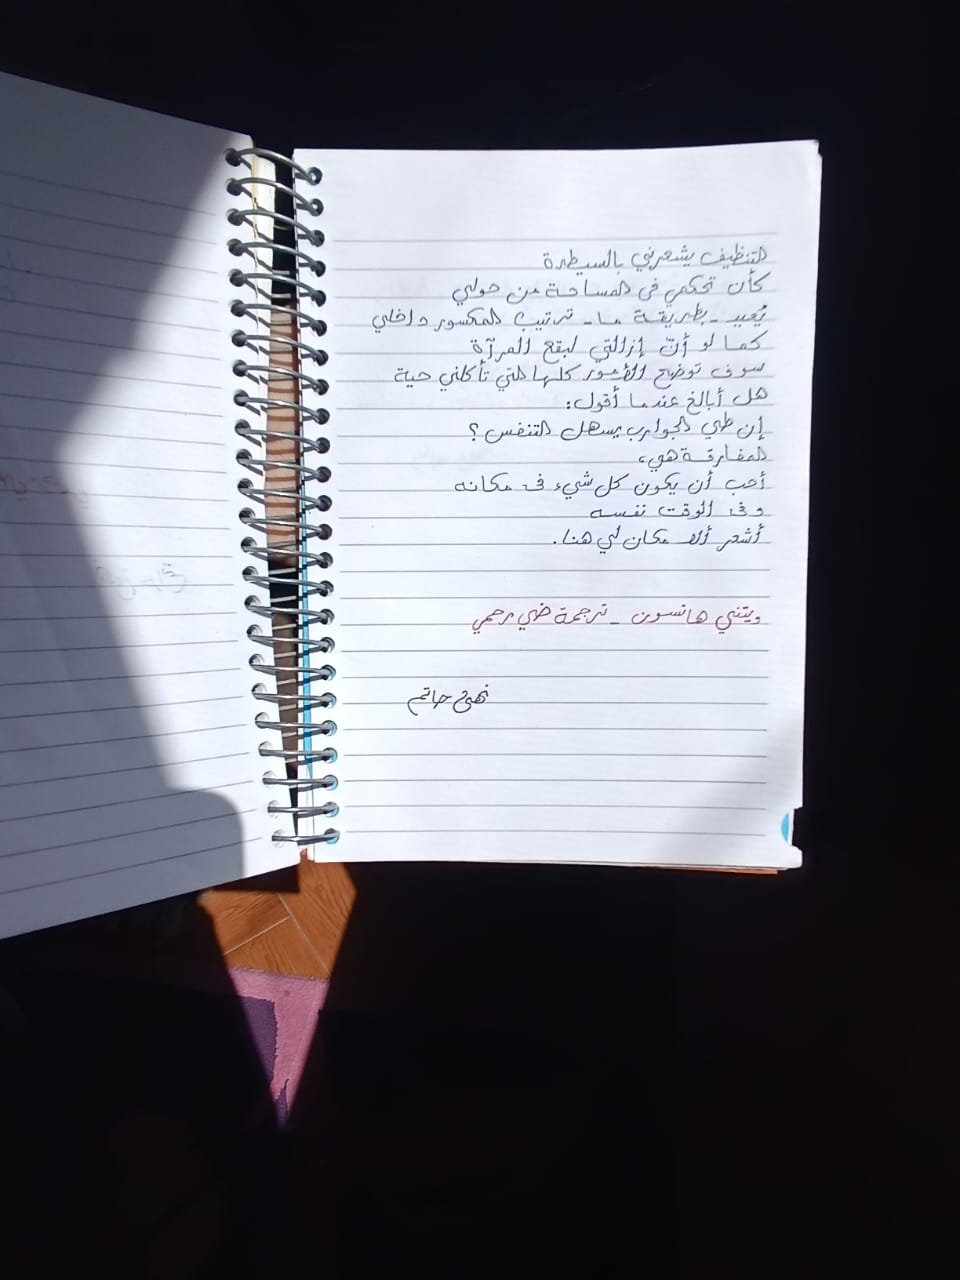 التنظيف يشعرني بالسيطرة
كأن تحكمي في المساحة من حولي
يُعيد - بطريقة ما - ترتيب المكسور داخلي
كما لو أنّ إزالتي لبقع المرآة
سوف توضح الأمور كلها التي تأكلني حية
هل أبالغ عندما أقول:
إن طي الجوارب يسهل التنفس؟
المفارقة هي،
أحب أن يكون كل شيء في مكانه
وفي الوقت نفسه
أشعر ألا مكان لي هنا.
ويتني هانسون - ترجمة ضي رحمي
نهى حاتم